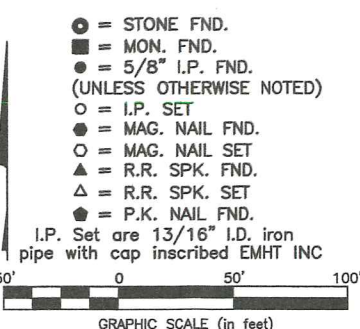 = STONE FND.
= MON. FND.
= 5/8" I.P. FND.
(UNLESS OTHERWISE NOTED)
= I.P. SET
= MAG. NAIL FND.
= MAG. NAIL SET
= R.R. SPK. FND.
= R.R. SPK. SET
= P.K. NAIL FND.
I.P. Set are 13/16" I.D. iron
pipe with cap inscribed EMHT INC
0 50' 100'
GRAPHIC SCALE (in feet)